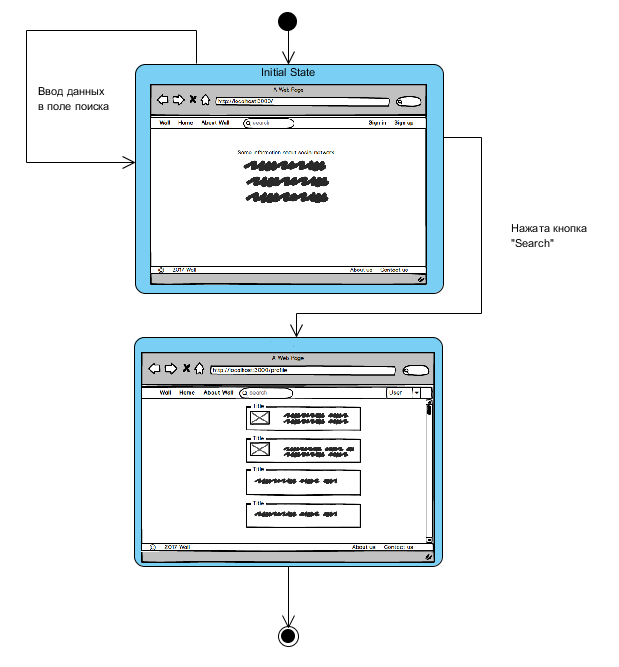 Initial State
Ввод данных
в поле поиска
A Web Page
http://localhost:3000/
Wall Home About Wall search Sign in Sign up
Some information about social network
Нажата кнопка
"Search"
© 2017 Wall About us Contact us
A Web Page
http://localhost:3000/profile
Wall Home About Wall search User
Title
Title
Title
Title
© 2017 Wall About us Contact us